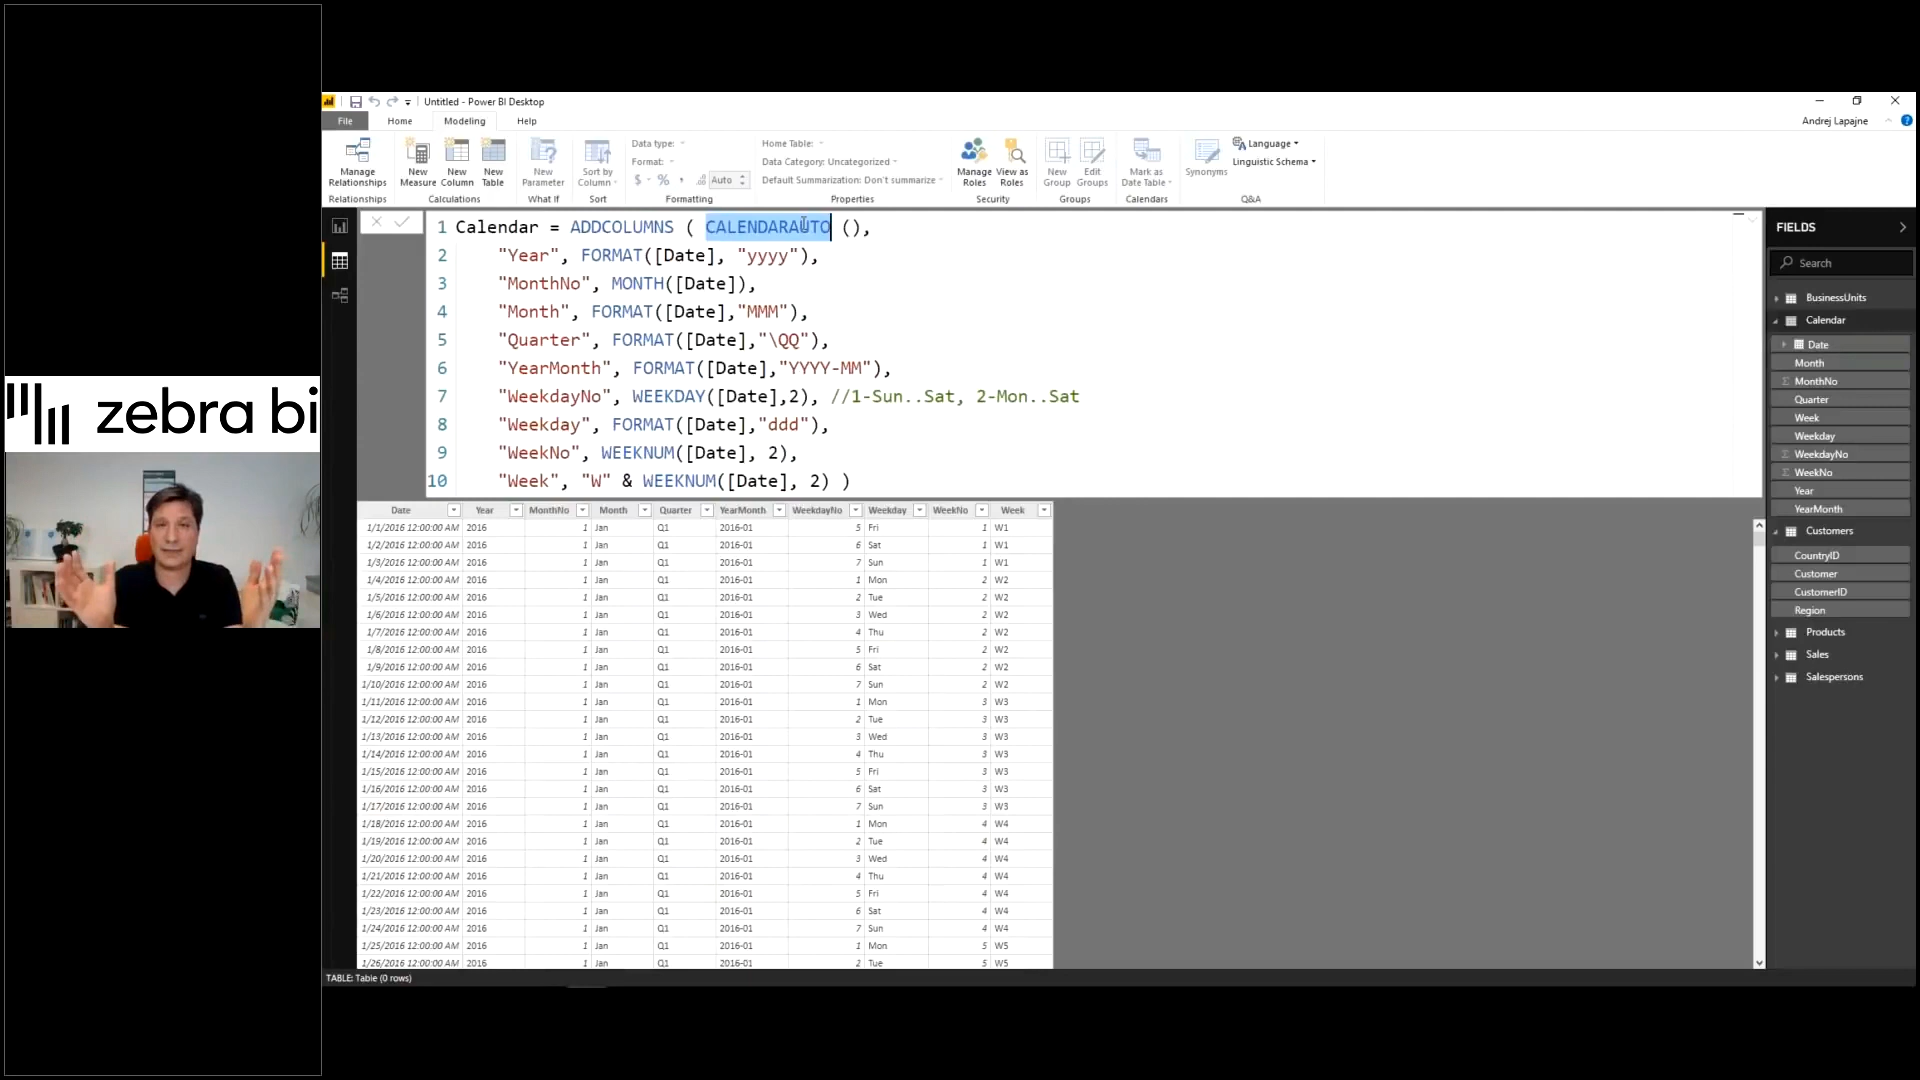 Untitled - Power BI Desktop
File Home Modeling Help
Andrej Lapajne
Manage Relationships
New Measure
New Column
New Table
New Parameter
Sort by Column
Data type:
Format:
$ % , Auto
Home Table:
Data Category: Uncategorized
Default Summarization: Don't summarize
Manage Roles
View as Roles
New Group
Edit Groups
Mark as Date Table
Synonyms
Language
Linguistic Schema
Relationships Calculations What If Sort Formatting Properties Security Groups Calendars Q&A
1 Calendar = ADDCOLUMNS ( CALENDARAUTO (),
2 "Year", FORMAT([Date], "yyyy"),
3 "MonthNo", MONTH([Date]),
4 "Month", FORMAT([Date],"MMM"),
5 "Quarter", FORMAT([Date],"\QQ"),
6 "YearMonth", FORMAT([Date],"YYYY-MM"),
7 "WeekdayNo", WEEKDAY([Date],2), //1-Sun..Sat, 2-Mon..Sat
8 "Weekday", FORMAT([Date],"ddd"),
9 "WeekNo", WEEKNUM([Date], 2),
10 "Week", "W" & WEEKNUM([Date], 2) )
Date Year MonthNo Month Quarter YearMonth WeekdayNo Weekday WeekNo Week
1/1/2016 12:00:00 AM 2016 1 Jan Q1 2016-01 5 Fri 1 W1
1/2/2016 12:00:00 AM 2016 1 Jan Q1 2016-01 6 Sat 1 W1
1/3/2016 12:00:00 AM 2016 1 Jan Q1 2016-01 7 Sun 1 W1
1/4/2016 12:00:00 AM 2016 1 Jan Q1 2016-01 1 Mon 2 W2
1/5/2016 12:00:00 AM 2016 1 Jan Q1 2016-01 2 Tue 2 W2
1/6/2016 12:00:00 AM 2016 1 Jan Q1 2016-01 3 Wed 2 W2
1/7/2016 12:00:00 AM 2016 1 Jan Q1 2016-01 4 Thu 2 W2
1/8/2016 12:00:00 AM 2016 1 Jan Q1 2016-01 5 Fri 2 W2
1/9/2016 12:00:00 AM 2016 1 Jan Q1 2016-01 6 Sat 2 W2
1/10/2016 12:00:00 AM 2016 1 Jan Q1 2016-01 7 Sun 2 W2
1/11/2016 12:00:00 AM 2016 1 Jan Q1 2016-01 1 Mon 3 W3
1/12/2016 12:00:00 AM 2016 1 Jan Q1 2016-01 2 Tue 3 W3
1/13/2016 12:00:00 AM 2016 1 Jan Q1 2016-01 3 Wed 3 W3
1/14/2016 12:00:00 AM 2016 1 Jan Q1 2016-01 4 Thu 3 W3
1/15/2016 12:00:00 AM 2016 1 Jan Q1 2016-01 5 Fri 3 W3
1/16/2016 12:00:00 AM 2016 1 Jan Q1 2016-01 6 Sat 3 W3
1/17/2016 12:00:00 AM 2016 1 Jan Q1 2016-01 7 Sun 3 W3
1/18/2016 12:00:00 AM 2016 1 Jan Q1 2016-01 1 Mon 4 W4
1/19/2016 12:00:00 AM 2016 1 Jan Q1 2016-01 2 Tue 4 W4
1/20/2016 12:00:00 AM 2016 1 Jan Q1 2016-01 3 Wed 4 W4
1/21/2016 12:00:00 AM 2016 1 Jan Q1 2016-01 4 Thu 4 W4
1/22/2016 12:00:00 AM 2016 1 Jan Q1 2016-01 5 Fri 4 W4
1/23/2016 12:00:00 AM 2016 1 Jan Q1 2016-01 6 Sat 4 W4
1/24/2016 12:00:00 AM 2016 1 Jan Q1 2016-01 7 Sun 4 W4
1/25/2016 12:00:00 AM 2016 1 Jan Q1 2016-01 1 Mon 5 W5
1/26/2016 12:00:00 AM 2016 1 Jan Q1 2016-01 2 Tue 5 W5
TABLE: Table (0 rows)
FIELDS
Search
BusinessUnits
Calendar
Date
Month
MonthNo
Quarter
Week
Weekday
WeekdayNo
WeekNo
Year
YearMonth
Customers
CountryID
Customer
CustomerID
Region
Products
Sales
Salespersons
zebra bi